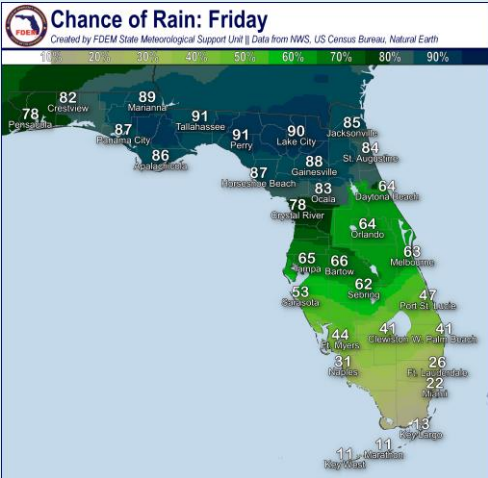 Chance of Rain: Friday
Created by FDEM State Meteorological Support Unit || Data from NWS, US Census Bureau, Natural Earth
FDEM
10% 20% 30% 40% 50% 60% 70% 80% 90%
82
Crestview
89
Marianna
78
Pensacola
91
Tallahassee
87
Panama City
91
Perry
90
Lake City
85
Jacksonville
84
St. Augustine
86
Apalachicola
88
Gainesville
87
Horseshoe Beach
83
Ocala
64
Daytona Beach
78
Crystal River
64
Orlando
63
Melbourne
65
Tampa
66
Bartow
62
Sebring
53
Sarasota
47
Port St. Lucie
44
Ft. Myers
41
Clewiston
41
W. Palm Beach
31
Naples
26
Ft. Lauderdale
22
Miami
13
Key Largo
11
Marathon
11
Key West